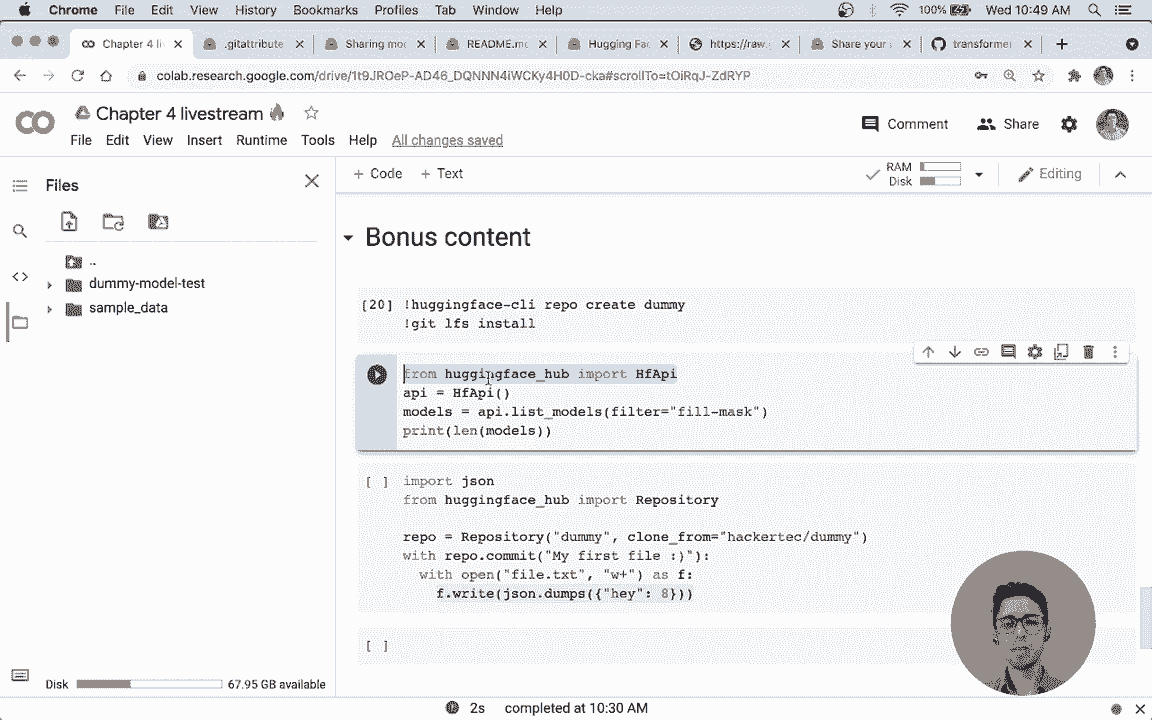 Chrome File Edit View History Bookmarks Profiles Tab Window Help 100% Wed 10:49 AM
Chapter 4 li .gitattribute Sharing mod README.md Hugging Fac https://raw. Share your transformer
colab.research.google.com/drive/1t9JROeP-AD46_DQNNN4iWCKy4H0D-cka#scrollTo=tOiRqJ-ZdRYP
Chapter 4 livestream
File Edit View Insert Runtime Tools Help All changes saved
Comment Share
Files
+ Code + Text
RAM
Disk
Editing
..
dummy-model-test
sample_data
Bonus content
[20] !huggingface-cli repo create dummy
!git lfs install
from huggingface_hub import HfApi
api = HfApi()
models = api.list_models(filter="fill-mask")
print(len(models))
[ ] import json
from huggingface_hub import Repository
repo = Repository("dummy", clone_from="hackertec/dummy")
with repo.commit("My first file :)"):
with open("file.txt", "w+") as f:
f.write(json.dumps({"hey": 8}))
[ ]
Disk 67.95 GB available
2s completed at 10:30 AM